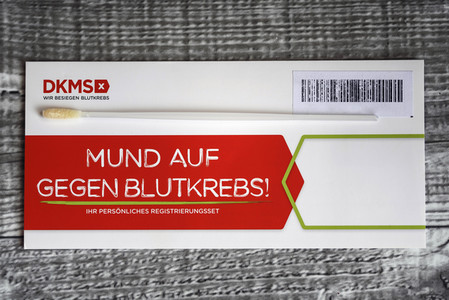 DKMS
WIR BESIEGEN BLUTKREBS
MUND AUF
GEGEN BLUTKREBS!
IHR PERSÖNLICHES REGISTRIERUNGSSET